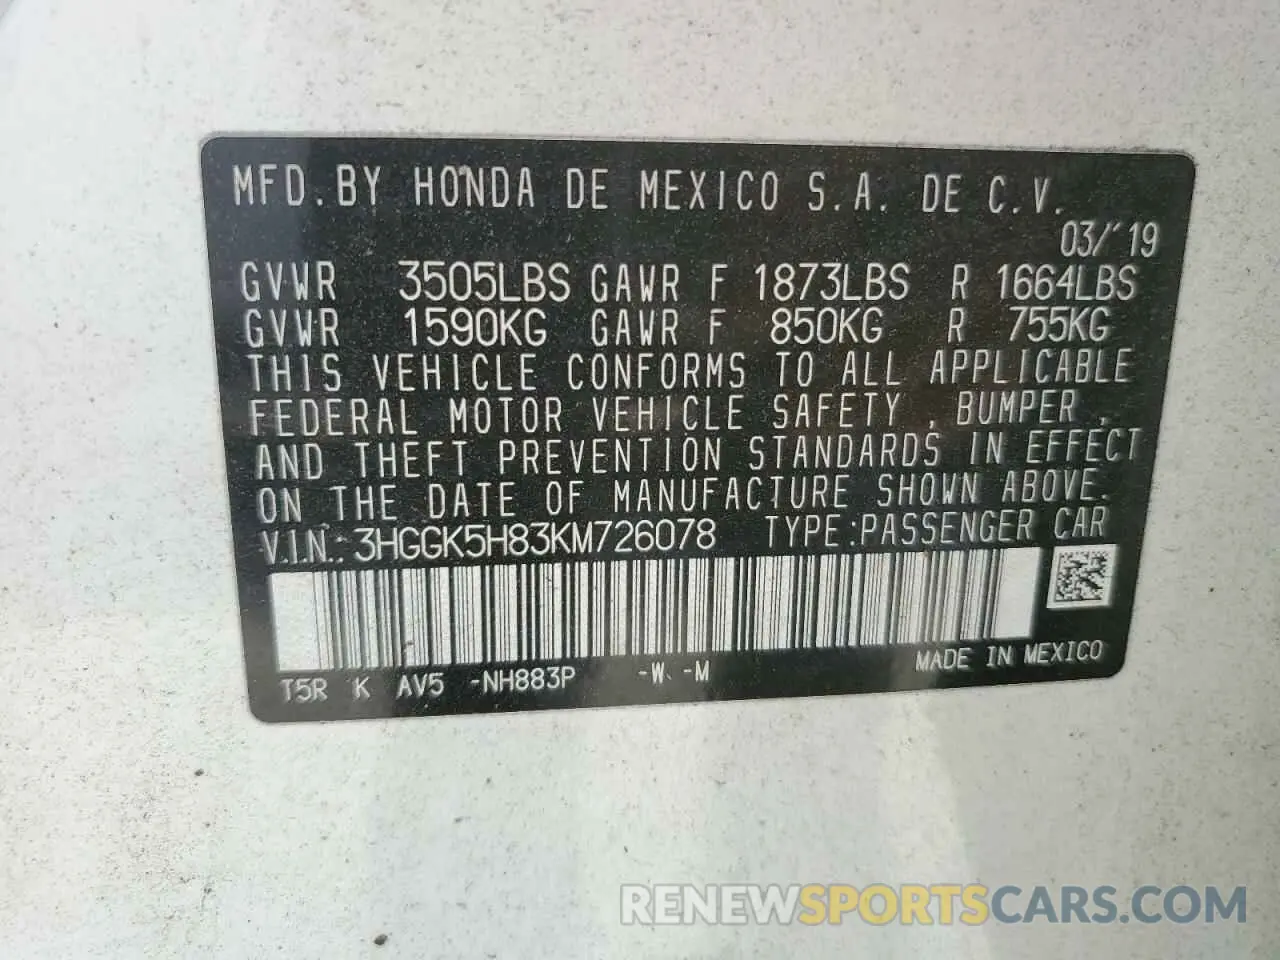 MFD. BY HONDA DE MEXICO S.A. DE C.V.
03/'19
GVWR 3505LBS GAWR F 1873LBS R 1664LBS
GVWR 1590KG GAWR F 850KG R 755KG
THIS VEHICLE CONFORMS TO ALL APPLICABLE
FEDERAL MOTOR VEHICLE SAFETY, BUMPER,
AND THEFT PREVENTION STANDARDS IN EFFECT
ON THE DATE OF MANUFACTURE SHOWN ABOVE.
V.I.N.: 3HGGK5H83KM726078 TYPE:PASSENGER CAR
T5R K AV5 -NH883P -W -M MADE IN MEXICO
RENEWSPORTSCARS.COM